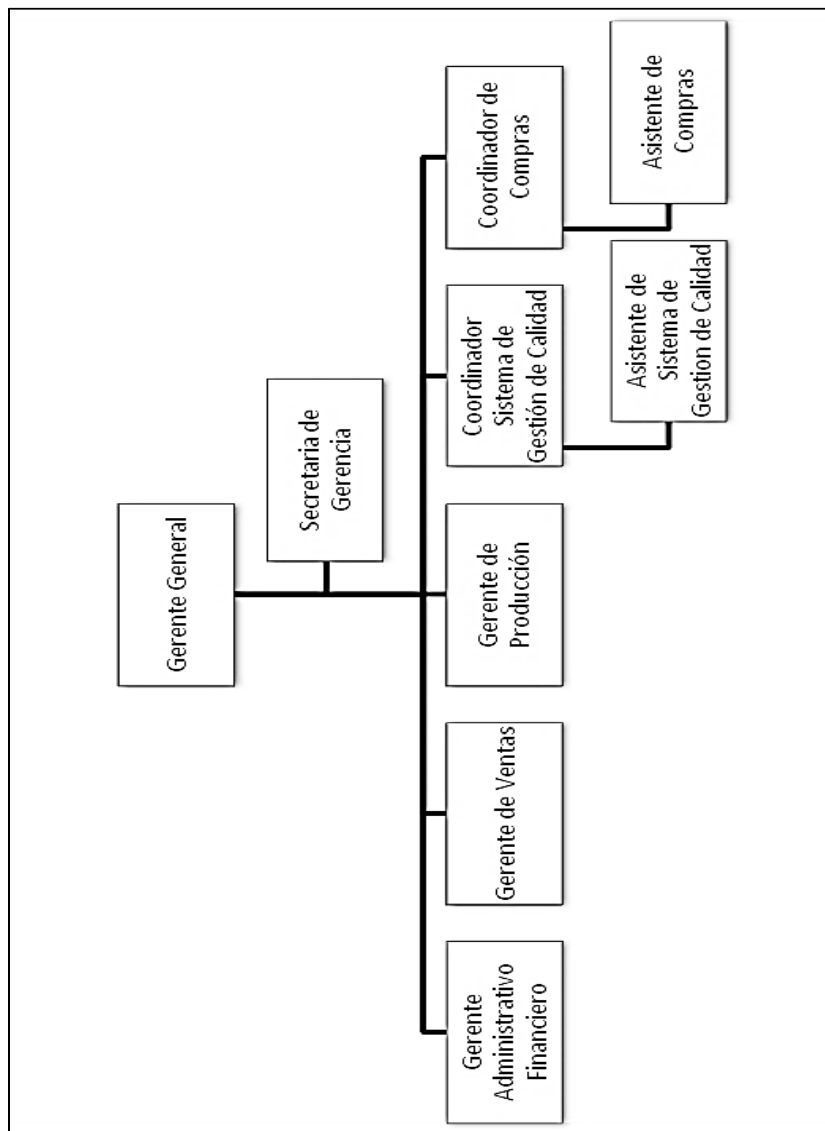 Gerente General
Secretaria de
Gerencia
Gerente
Administrativo
Financiero
Gerente de Ventas
Gerente de
Producción
Coordinador
Sistema de
Gestión de Calidad
Coordinador de
Compras
Asistente de
Sistema de
Gestion de Calidad
Asistente de
Compras